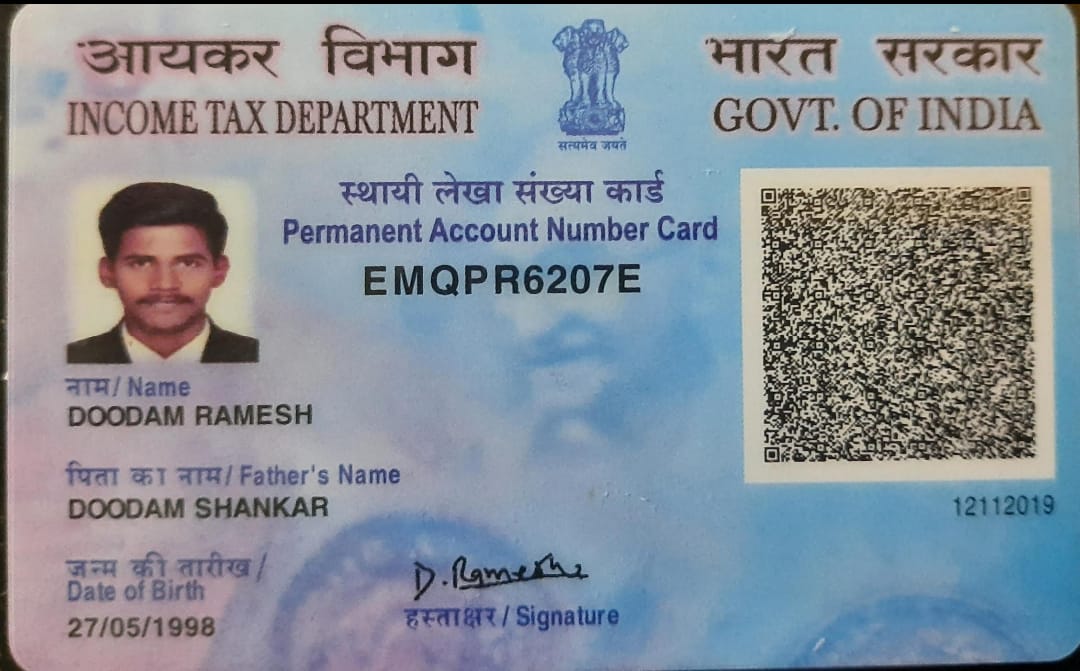 आयकर विभाग
INCOME TAX DEPARTMENT
सत्यमेव जयते
भारत सरकार
GOVT. OF INDIA
स्थायी लेखा संख्या कार्ड
Permanent Account Number Card
EMQPR6207E
नाम / Name
DOODAM RAMESH
पिता का नाम / Father's Name
DOODAM SHANKAR
12112019
जन्म की तारीख /
Date of Birth
27/05/1998
D. Ramesh
हस्ताक्षर / Signature